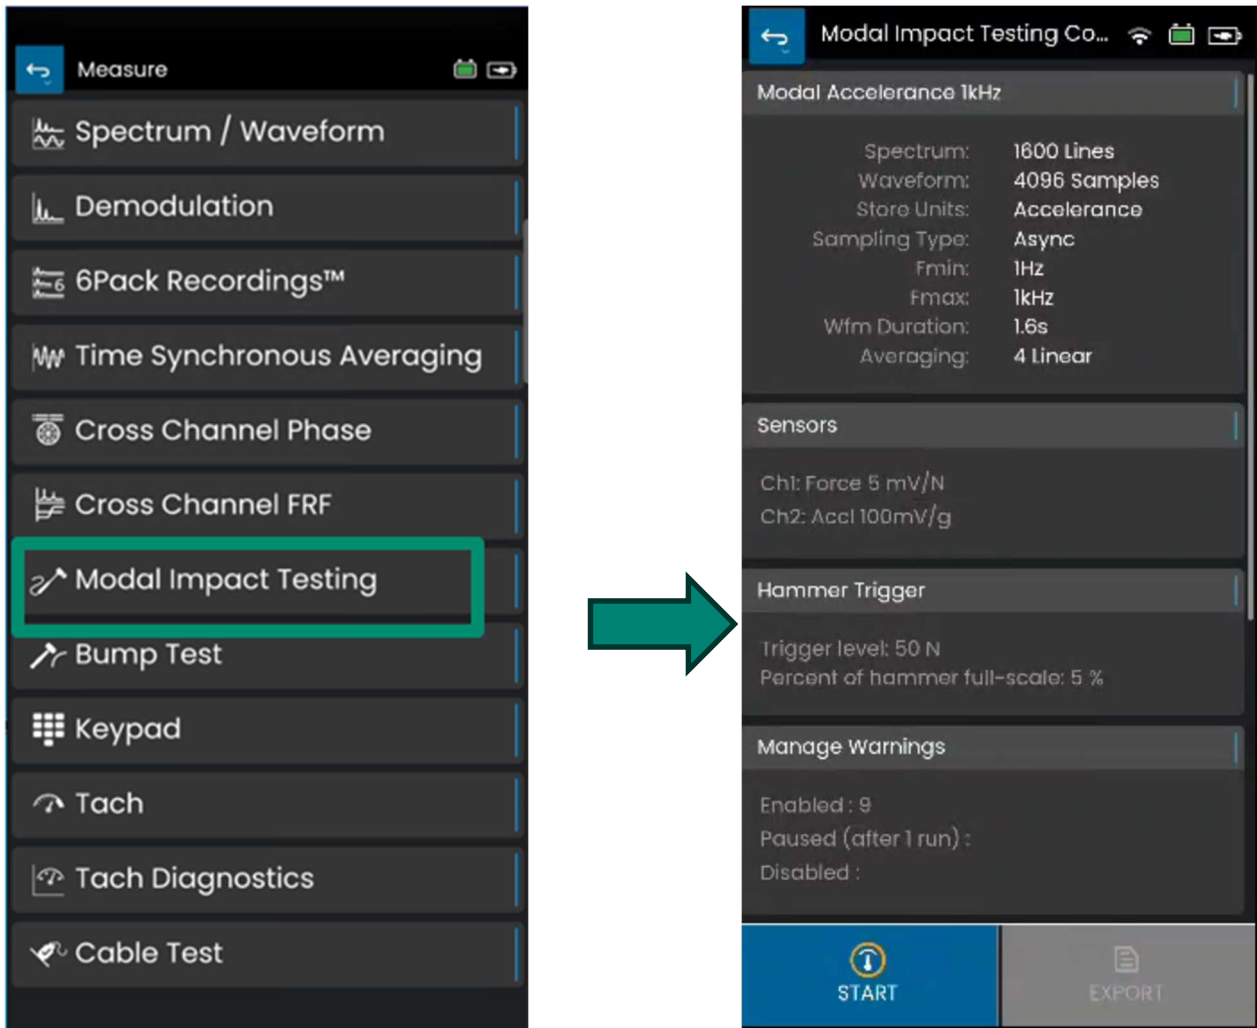 Measure
Spectrum / Waveform
Demodulation
6Pack Recordings™
Time Synchronous Averaging
Cross Channel Phase
Cross Channel FRF
Modal Impact Testing
Bump Test
Keypad
Tach
Tach Diagnostics
Cable Test
Modal Impact Testing Co...
Modal Accelerance 1kHz
Spectrum: 1600 Lines
Waveform: 4096 Samples
Store Units: Accelerance
Sampling Type: Async
Fmin: 1Hz
Fmax: 1kHz
Wfm Duration: 1.6s
Averaging: 4 Linear
Sensors
Ch1: Force 5 mV/N
Ch2: Accl 100mV/g
Hammer Trigger
Trigger level: 50 N
Percent of hammer full-scale: 5 %
Manage Warnings
Enabled : 9
Paused (after 1 run) :
Disabled :
START
EXPORT